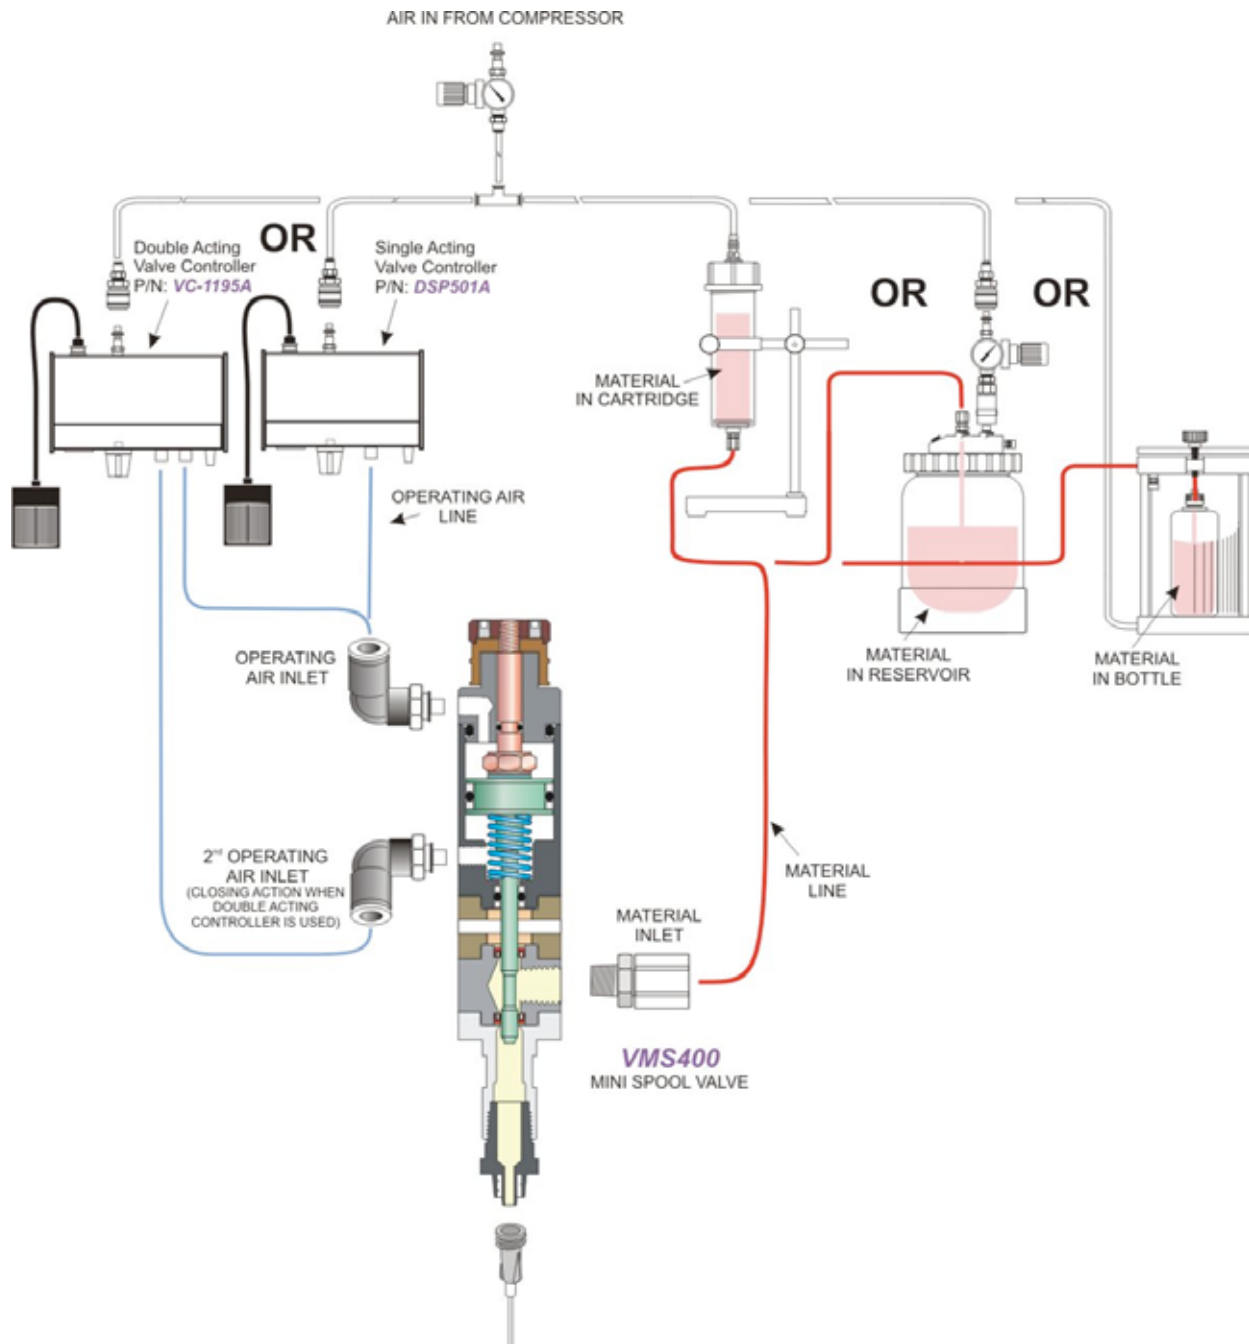 AIR IN FROM COMPRESSOR
OR
Double Acting
Valve Controller
P/N: VC-1195A
Single Acting
Valve Controller
P/N: DSP501A
OR
OR
MATERIAL
IN CARTRIDGE
OPERATING AIR
LINE
OPERATING
AIR INLET
MATERIAL
IN RESERVOIR
MATERIAL
IN BOTTLE
2nd OPERATING
AIR INLET
(CLOSING ACTION WHEN
DOUBLE ACTING
CONTROLLER IS USED)
MATERIAL
LINE
MATERIAL
INLET
VMS400
MINI SPOOL VALVE